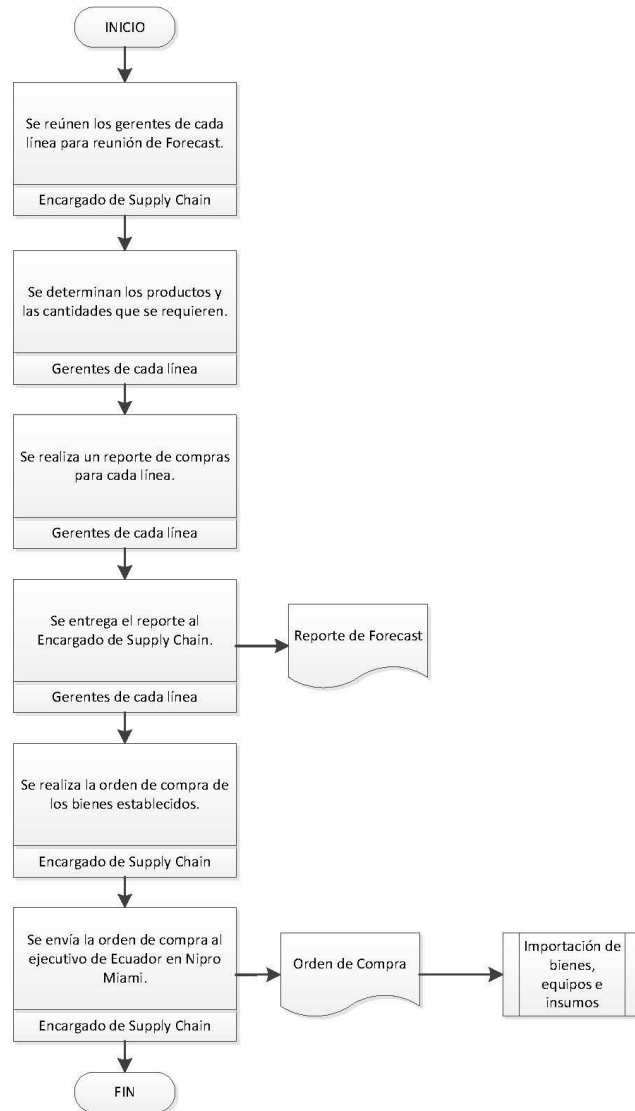 INICIO
Se reúnen los gerentes de cada
línea para reunión de Forecast.
Encargado de Supply Chain
Se determinan los productos y
las cantidades que se requieren.
Gerentes de cada línea
Se realiza un reporte de compras
para cada línea.
Gerentes de cada línea
Se entrega el reporte al
Encargado de Supply Chain.
Gerentes de cada línea
Reporte de Forecast
Se realiza la orden de compra de
los bienes establecidos.
Encargado de Supply Chain
Se envía la orden de compra al
ejecutivo de Ecuador en Nipro
Miami.
Encargado de Supply Chain
Orden de Compra
Importación de
bienes,
equipos e
insumos
FIN